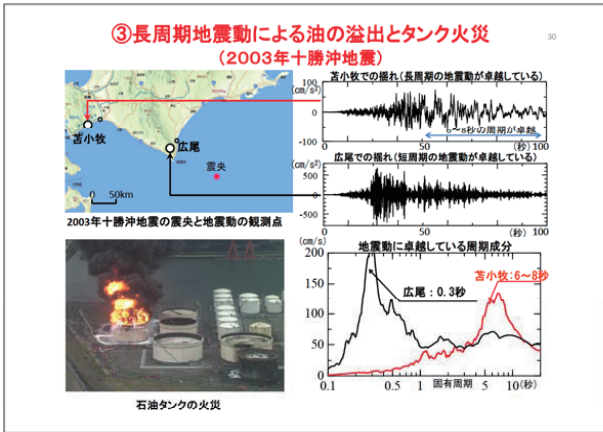 ③長周期地震動による油の溢出とタンク火災
(2003年十勝沖地震)
30
苫小牧
広尾
震央
0 50km
2003年十勝沖地震の震央と地震動の観測点
石油タンクの火災
苫小牧での揺れ(長周期の地震動が卓越している)
(cm/s²)
100
0
-100
6~8秒の周期が卓越
50 (秒) 100
広尾での揺れ(短周期の地震動が卓越している)
(cm/s²)
500
0
-500
50 (秒) 100
地震動に卓越している周期成分
(cm/s)
200
150
100
50
0
広尾:0.3秒
苫小牧:6~8秒
0.1 0.5 1 5 10 (秒)
固有周期